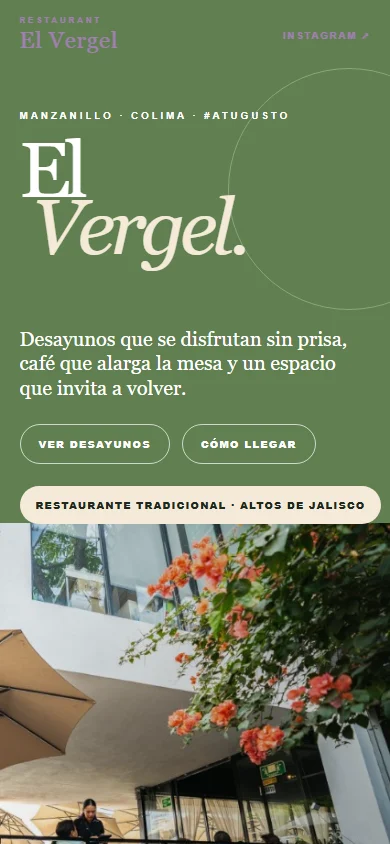 RESTAURANT
El Vergel
INSTAGRAM ↗
MANZANILLO · COLIMA · #ATUGUSTO
El
Vergel.
Desayunos que se disfrutan sin prisa,
café que alarga la mesa y un espacio
que invita a volver.
VER DESAYUNOS
CÓMO LLEGAR
RESTAURANTE TRADICIONAL · ALTOS DE JALISCO